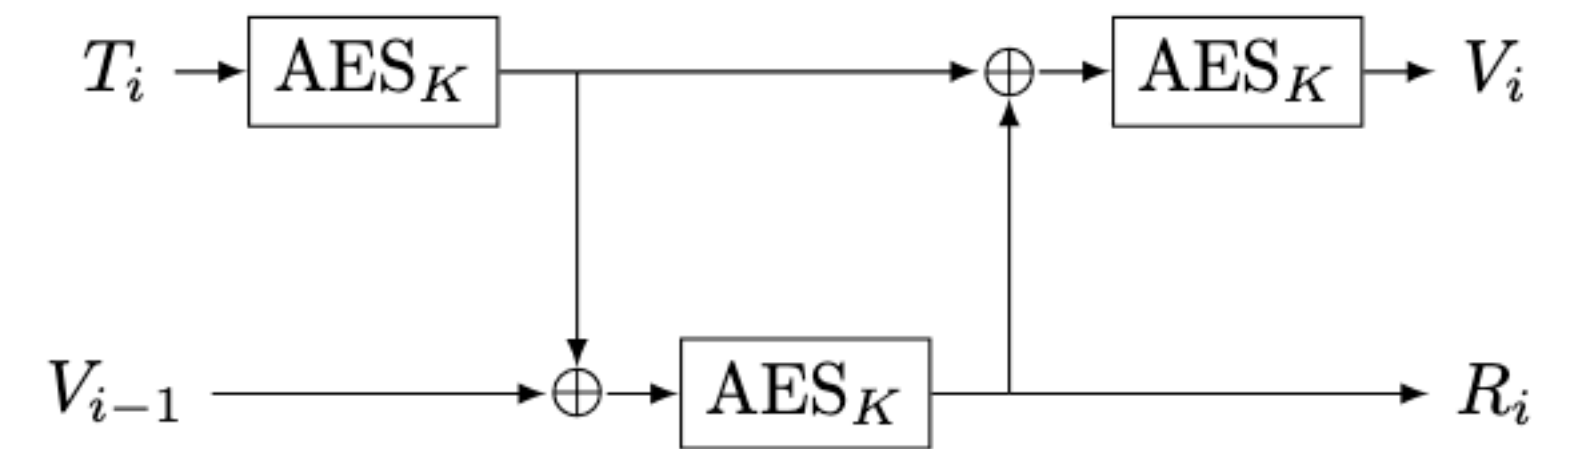 T_i AES_K ⊕ AES_K V_i
V_{i−1} ⊕ AES_K R_i